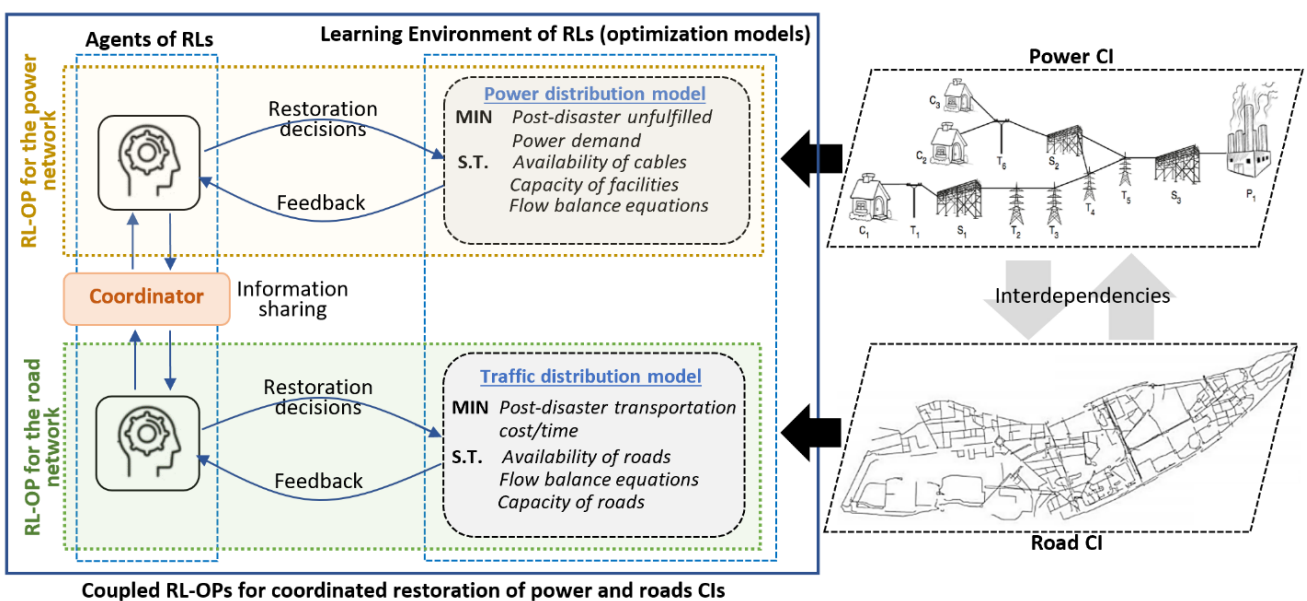 Agents of RLs
Learning Environment of RLs (optimization models)
RL-OP for the power
network
Restoration
decisions
Feedback
Power distribution model
MIN Post-disaster unfulfilled
Power demand
S.T. Availability of cables
Capacity of facilities
Flow balance equations
Coordinator
Information
sharing
RL-OP for the road
network
Restoration
decisions
Feedback
Traffic distribution model
MIN Post-disaster transportation
cost/time
S.T. Availability of roads
Flow balance equations
Capacity of roads
Coupled RL-OPs for coordinated restoration of power and roads CIs
Power CI
C3
C2
T6
S2
C1
T1
S1
T2
T3
T4
T5
S3
P1
Interdependencies
Road CI